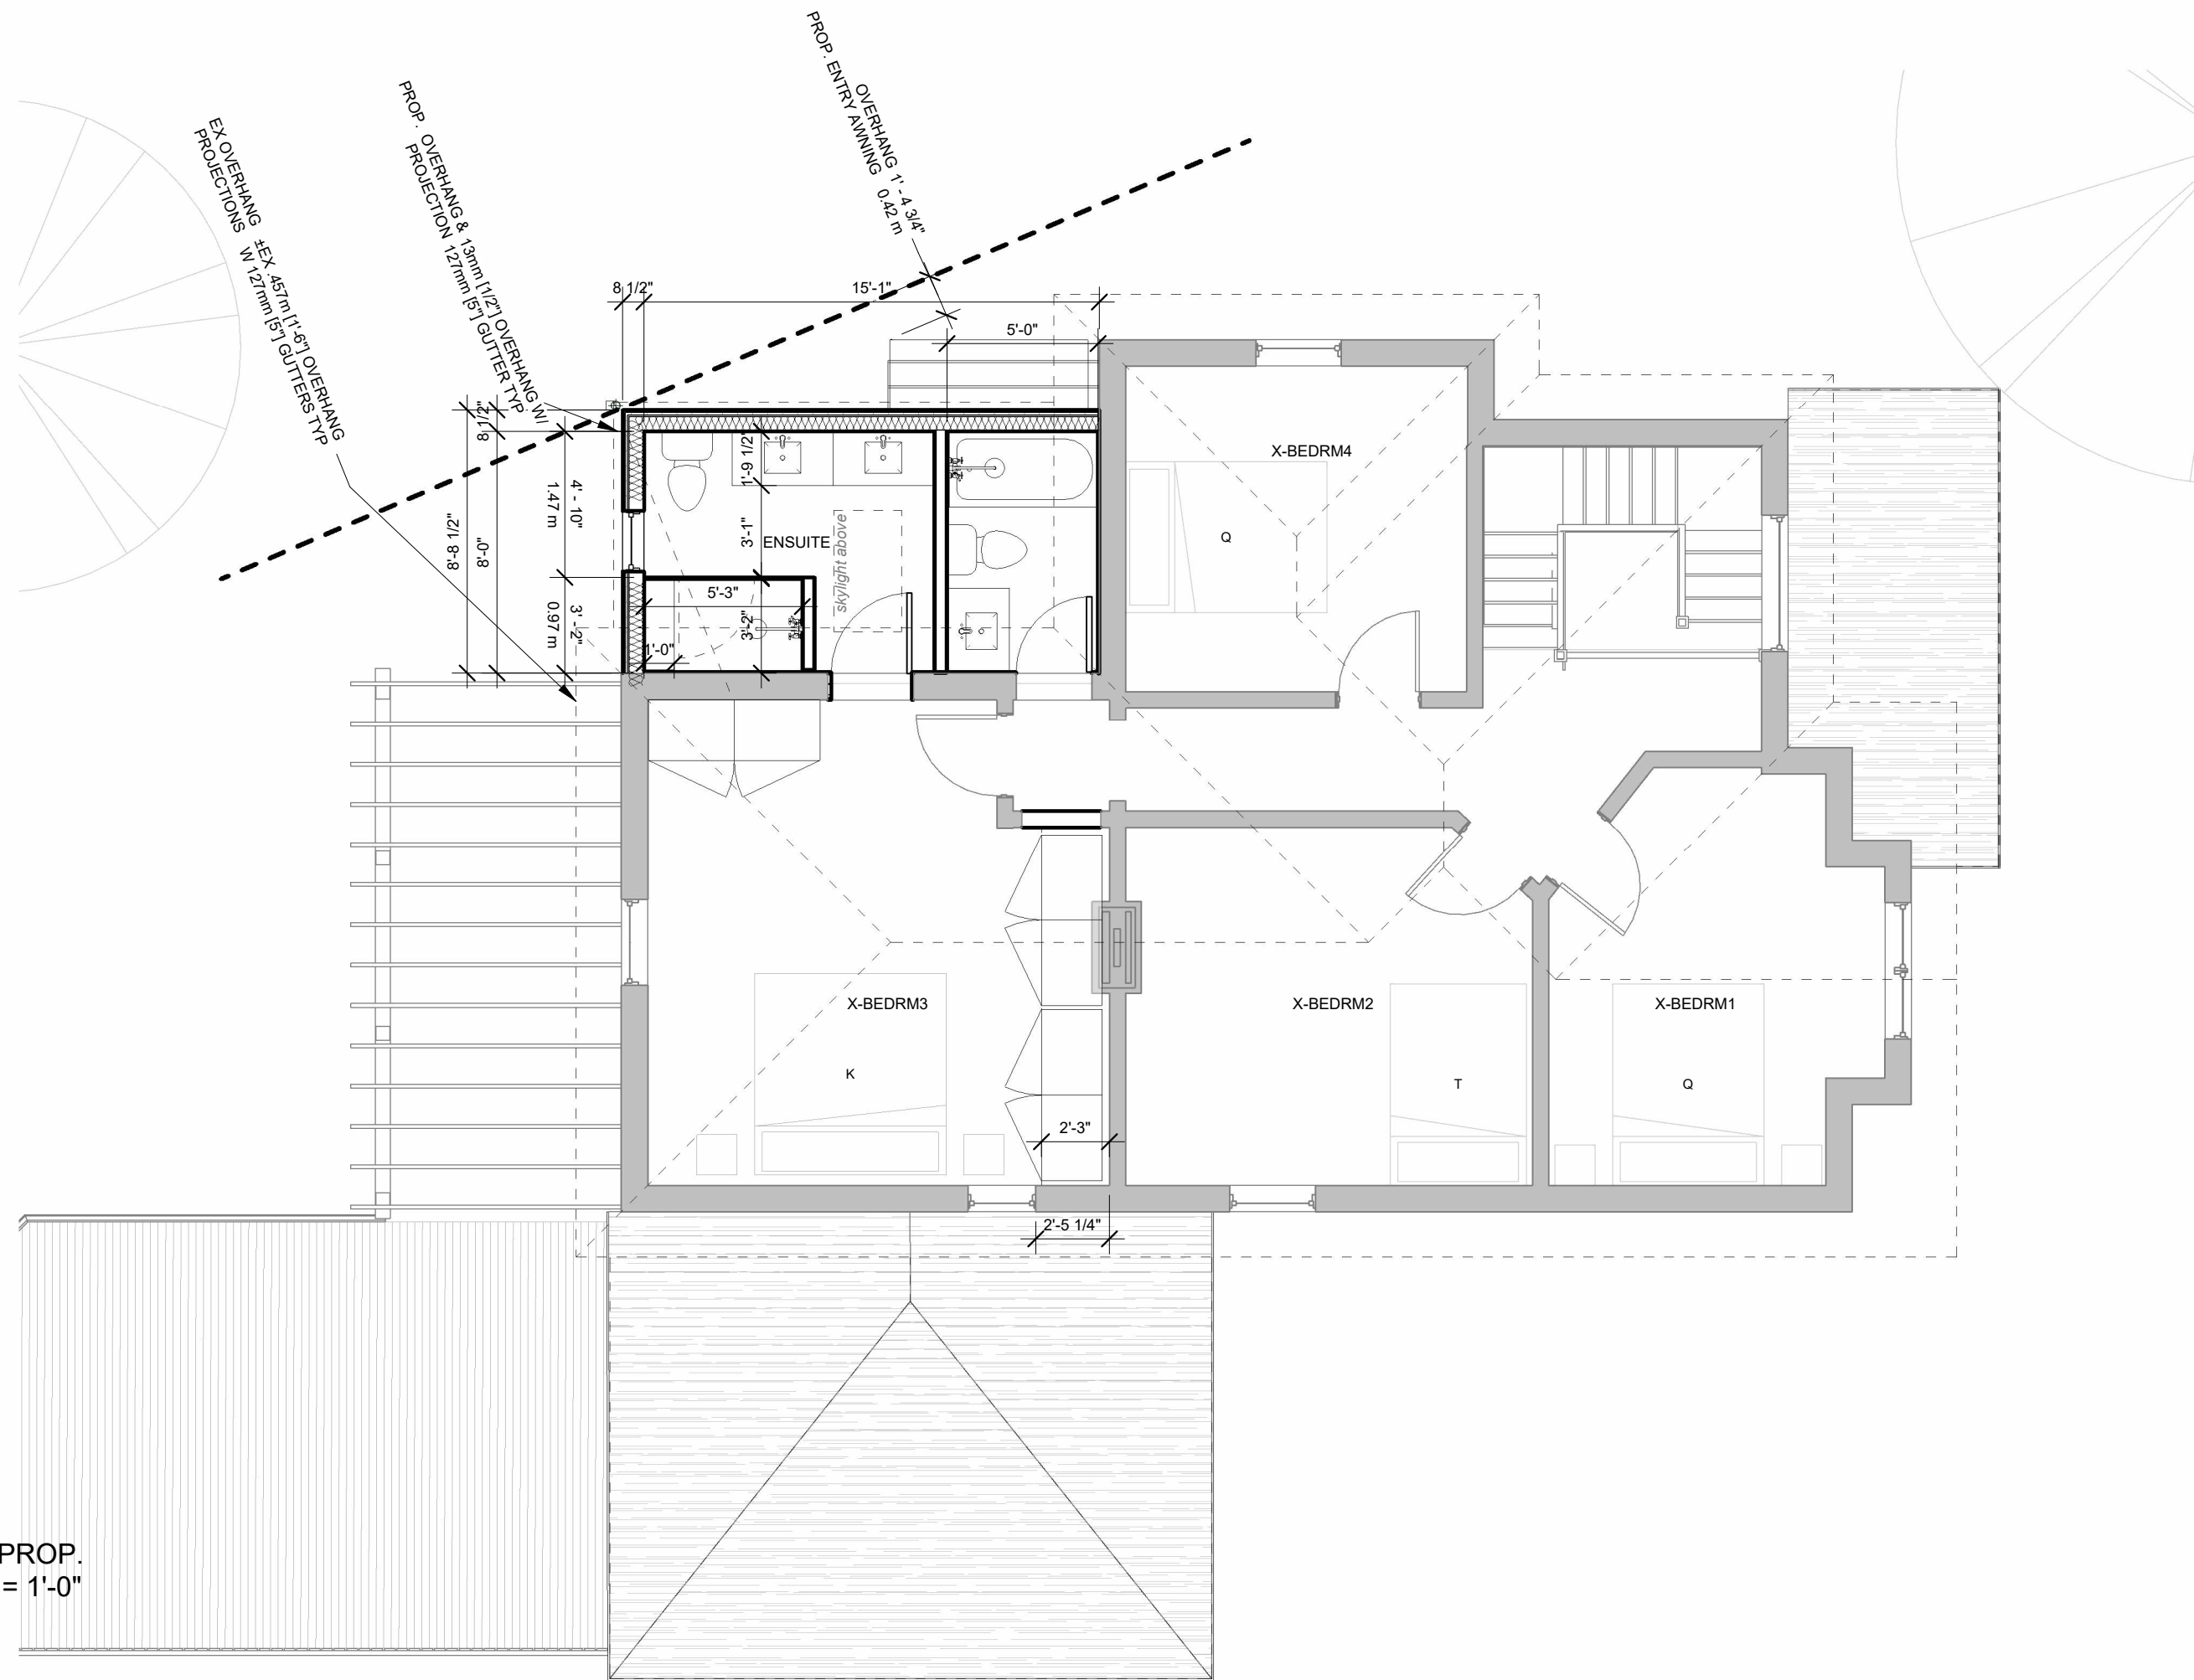 OVERHANG 1' - 4 3/4"
PROP. ENTRY AWNING 0.42 m
PROP. OVERHANG & 13mm [1/2"] OVERHANG W/
PROJECTION 127mm [5"] GUTTER TYP
EX OVERHANG ±EX .457m [1'-6"] OVERHANG
PROJECTIONS W 127mm [5"] GUTTERS TYP
8 1/2"
15'-1"
5'-0"
8 1/2"
8'-8 1/2"
8'-0"
4' - 10"
1.47 m
3' -2"
0.97 m
1'-9 1/2"
3'-1"
ENSUITE
skylight above
5'-3"
3'-2"
1'-0"
X-BEDRM4
Q
X-BEDRM3
K
X-BEDRM2
T
X-BEDRM1
Q
2'-3"
2'-5 1/4"
PROP.
= 1'-0"